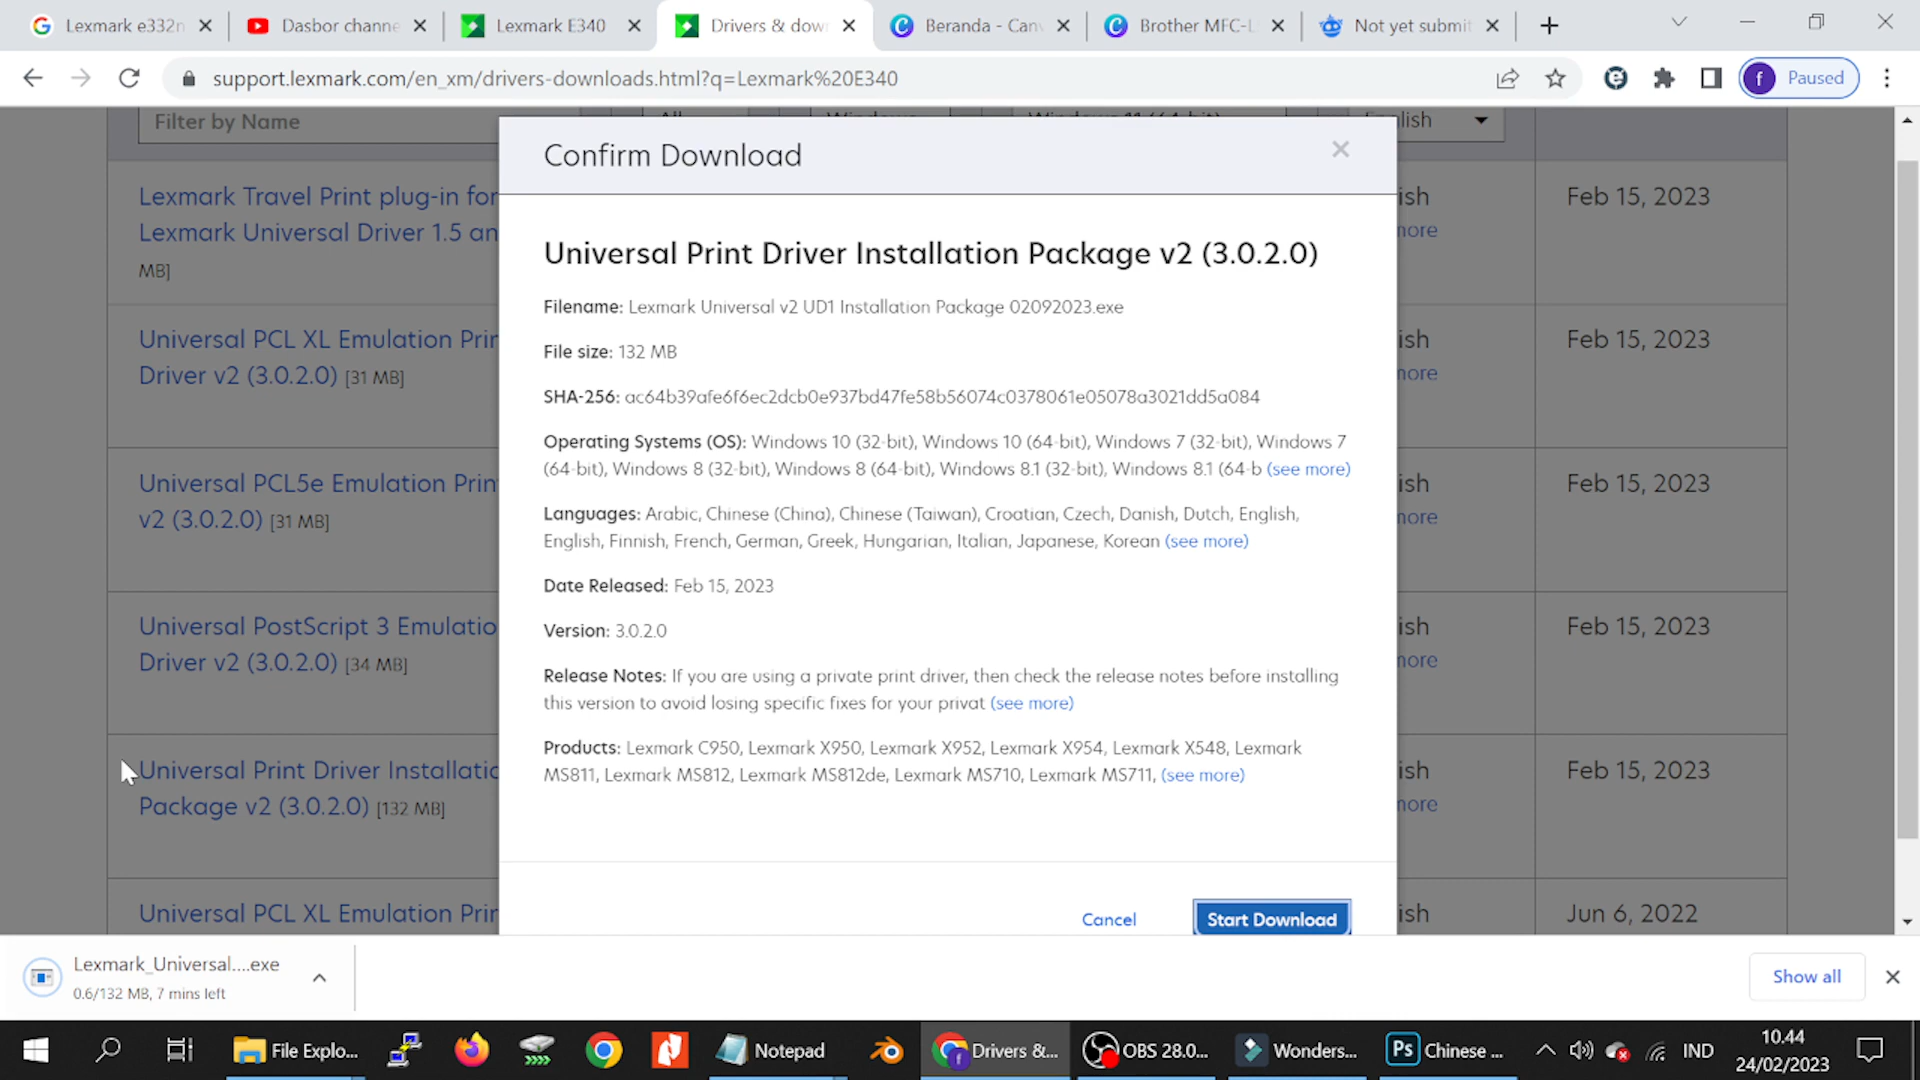 Lexmark e332n
Dasbor channe
Lexmark E340
Drivers & dow
Beranda - Can
Brother MFC-L
Not yet submit
support.lexmark.com/en_xm/drivers-downloads.html?q=Lexmark%20E340
f
Paused
Filter by Name
lish
Lexmark Travel Print plug-in for
Lexmark Universal Driver 1.5 an
MB]
ish
nore
Feb 15, 2023
Universal PCL XL Emulation Prin
Driver v2 (3.0.2.0) [31 MB]
ish
nore
Feb 15, 2023
Universal PCL5e Emulation Prin
v2 (3.0.2.0) [31 MB]
ish
nore
Feb 15, 2023
Universal PostScript 3 Emulatio
Driver v2 (3.0.2.0) [34 MB]
ish
nore
Feb 15, 2023
Universal Print Driver Installatio
Package v2 (3.0.2.0) [132 MB]
ish
nore
Feb 15, 2023
Universal PCL XL Emulation Prin
ish
Jun 6, 2022
Confirm Download
Universal Print Driver Installation Package v2 (3.0.2.0)
Filename: Lexmark Universal v2 UD1 Installation Package 02092023.exe
File size: 132 MB
SHA-256: ac64b39afe6f6ec2dcb0e937bd47fe58b56074c0378061e05078a3021dd5a084
Operating Systems (OS): Windows 10 (32-bit), Windows 10 (64-bit), Windows 7 (32-bit), Windows 7
(64-bit), Windows 8 (32-bit), Windows 8 (64-bit), Windows 8.1 (32-bit), Windows 8.1 (64-b (see more)
Languages: Arabic, Chinese (China), Chinese (Taiwan), Croatian, Czech, Danish, Dutch, English,
English, Finnish, French, German, Greek, Hungarian, Italian, Japanese, Korean (see more)
Date Released: Feb 15, 2023
Version: 3.0.2.0
Release Notes: If you are using a private print driver, then check the release notes before installing
this version to avoid losing specific fixes for your privat (see more)
Products: Lexmark C950, Lexmark X950, Lexmark X952, Lexmark X954, Lexmark X548, Lexmark
MS811, Lexmark MS812, Lexmark MS812de, Lexmark MS710, Lexmark MS711, (see more)
Cancel
Start Download
Lexmark_Universal....exe
0.6/132 MB, 7 mins left
Show all
File Explo...
Notepad
Drivers &...
OBS 28.0...
Wonders...
Ps
Chinese ...
IND
10.44
24/02/2023